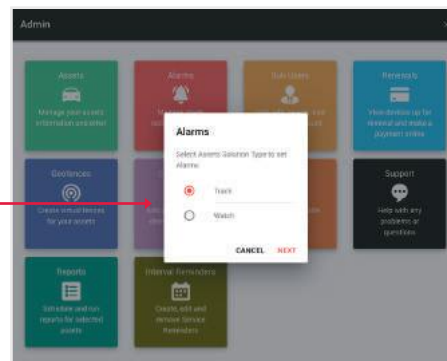 Admin
Assets
Manage your assets information and other
Alarms
Sub Users
Renewals
View devices up for renewal and make a payment online
Geofences
Create virtual fences for your assets
Alarms
Select Assets Solution Type to set Alarms
Track
Watch
CANCEL NEXT
Support
Help with any problems or questions
Reports
Schedule and run reports for selected assets
Interval Reminders
Create, edit and remove Service Reminders